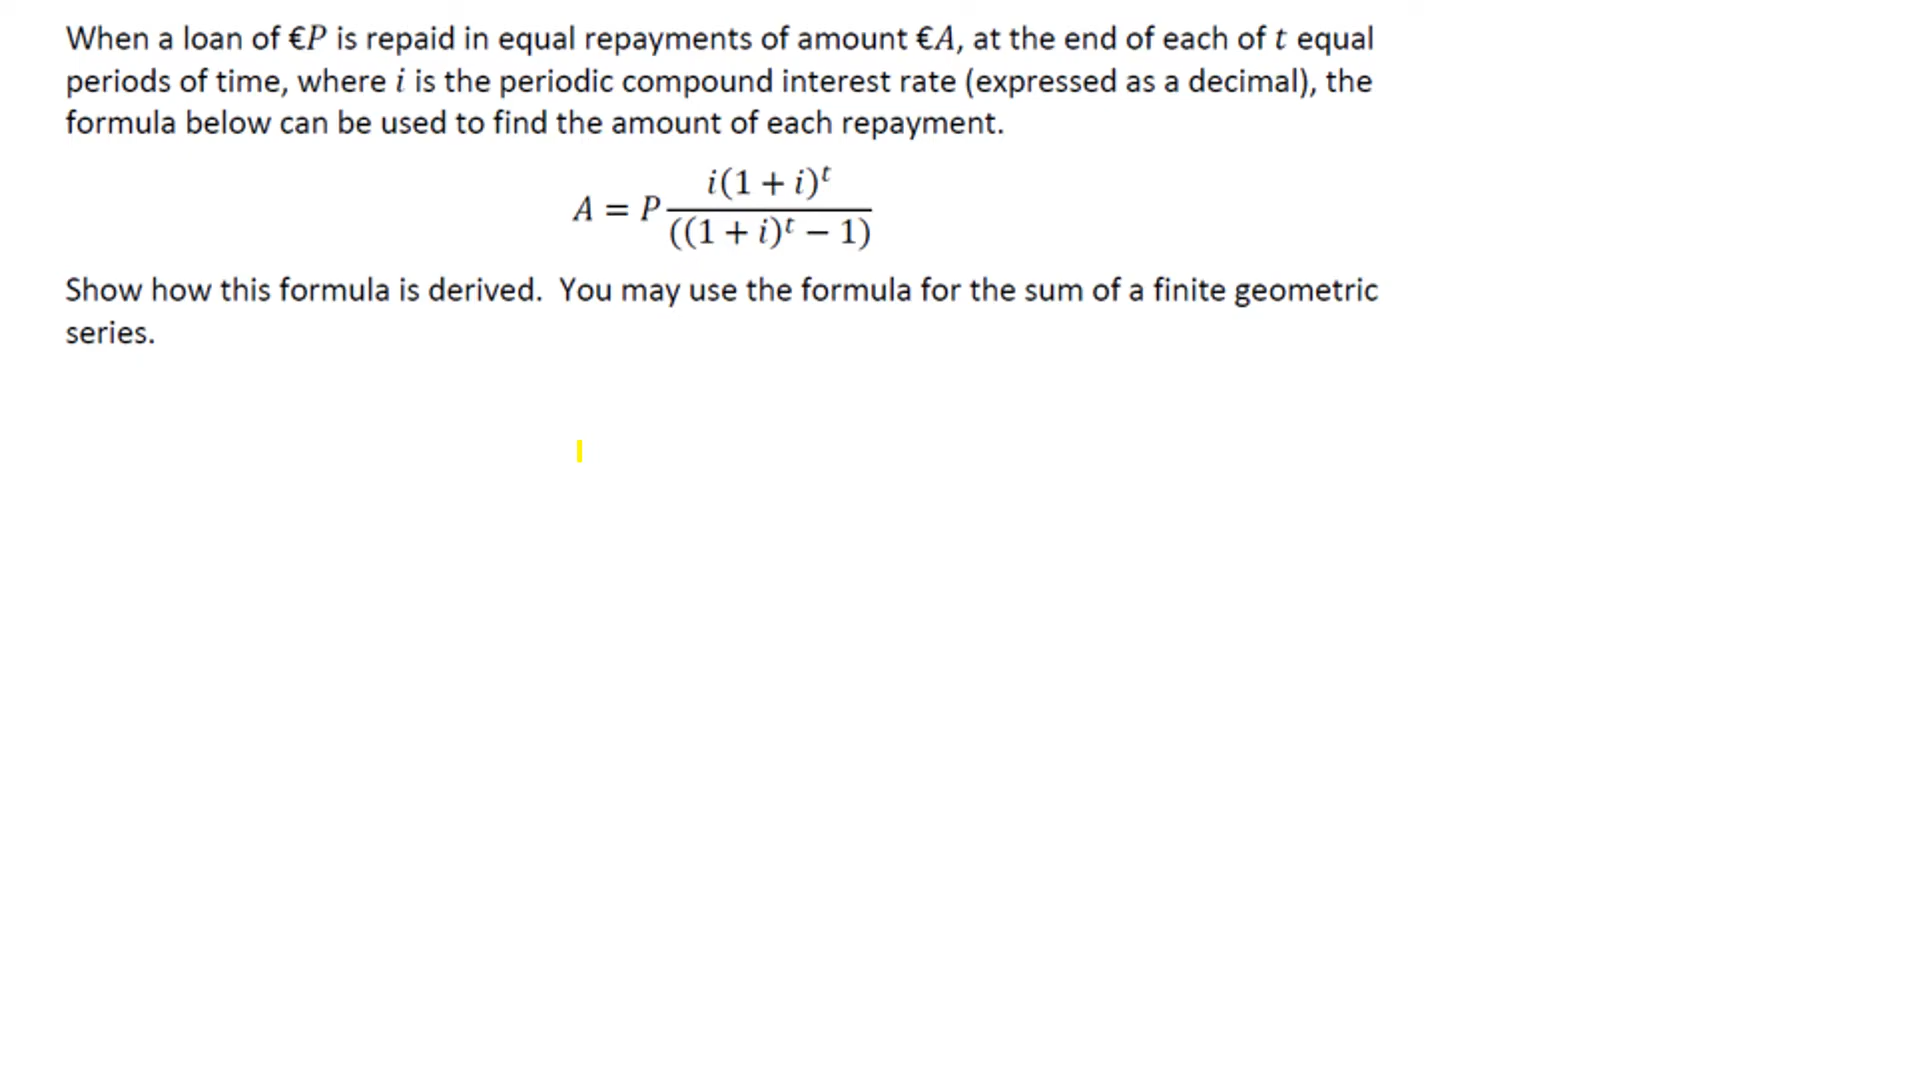 When a loan of €P is repaid in equal repayments of amount €A, at the end of each of t equal
periods of time, where i is the periodic compound interest rate (expressed as a decimal), the
formula below can be used to find the amount of each repayment.
A = P i(1 + i)^t / ((1 + i)^t − 1)
Show how this formula is derived. You may use the formula for the sum of a finite geometric
series.